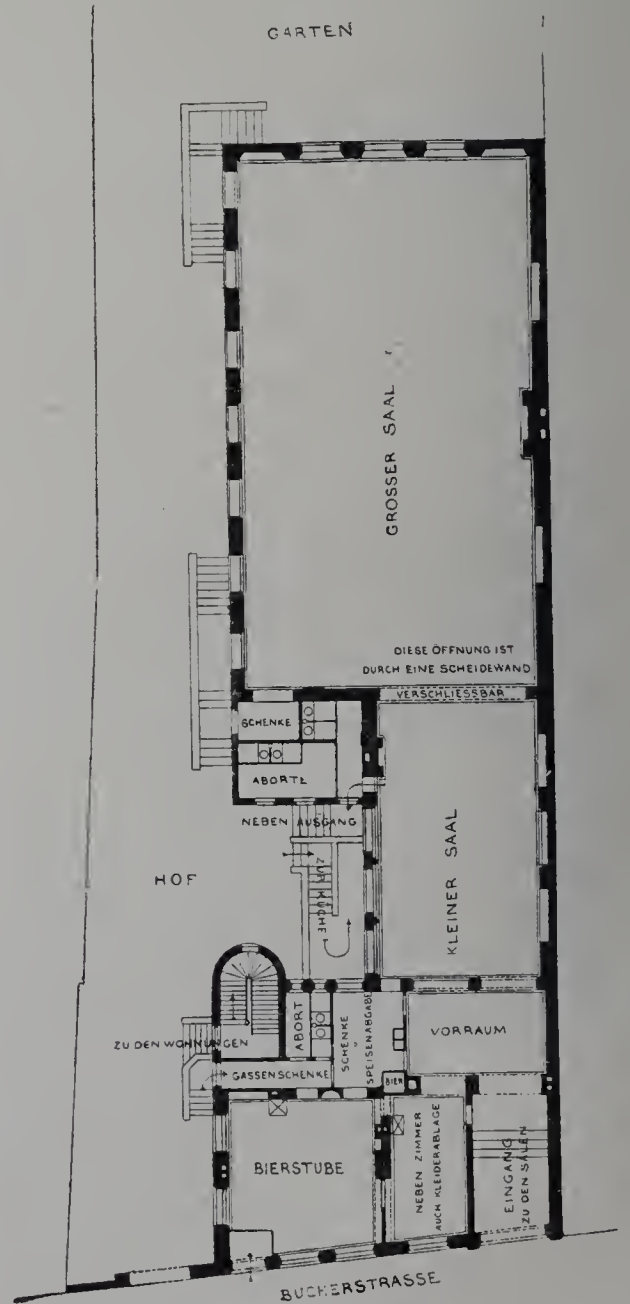 GARTEN
GROSSER SAAL
DIESE ÖFFNUNG IST
DURCH EINE SCHEIDEWAND
VERSCHLIESSBAR
SCHENKE
ABORTE
NEBEN AUSGANG
ZUR KÜCHE
HOF
KLEINER SAAL
ABORT
SCHENKE
SPEISENABGABE
VORRAUM
ZU DEN WOHNUNGEN
GASSENSCHENKE
BIER
BIERSTUBE
NEBEN ZIMMER
AUCH KLEIDERABLAGE
EINGANG
ZU DEN SÄLEN
BUCHERSTRASSE